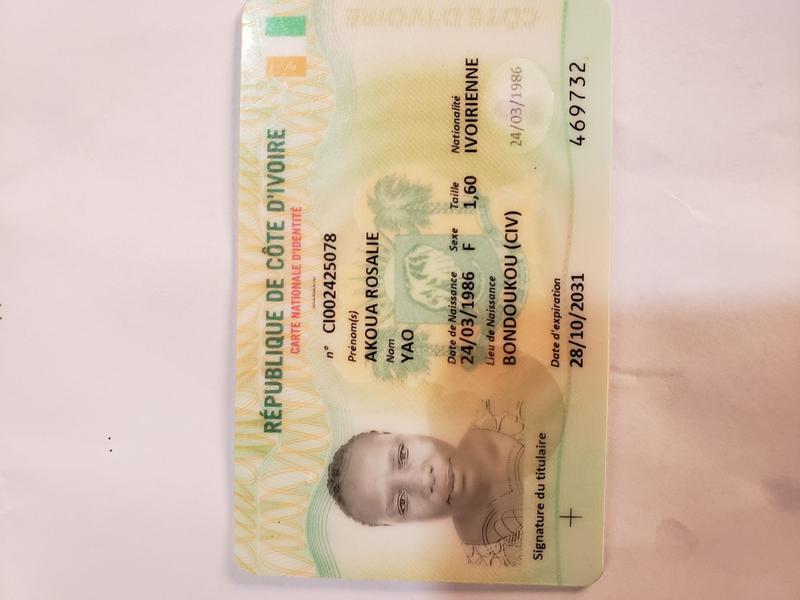 CÔTE D'IVOIRE
RÉPUBLIQUE DE CÔTE D'IVOIRE
CARTE NATIONALE D'IDENTITÉ
n° CI002425078
Prénom(s)
AKOUA ROSALIE
Nom
YAO
Date de Naissance Sexe Taille Nationalité
24/03/1986 F 1,60 IVOIRIENNE
Lieu de Naissance
BONDOUKOU (CIV)
24/03/1986
Date d'expiration
28/10/2031
469732
Signature du titulaire